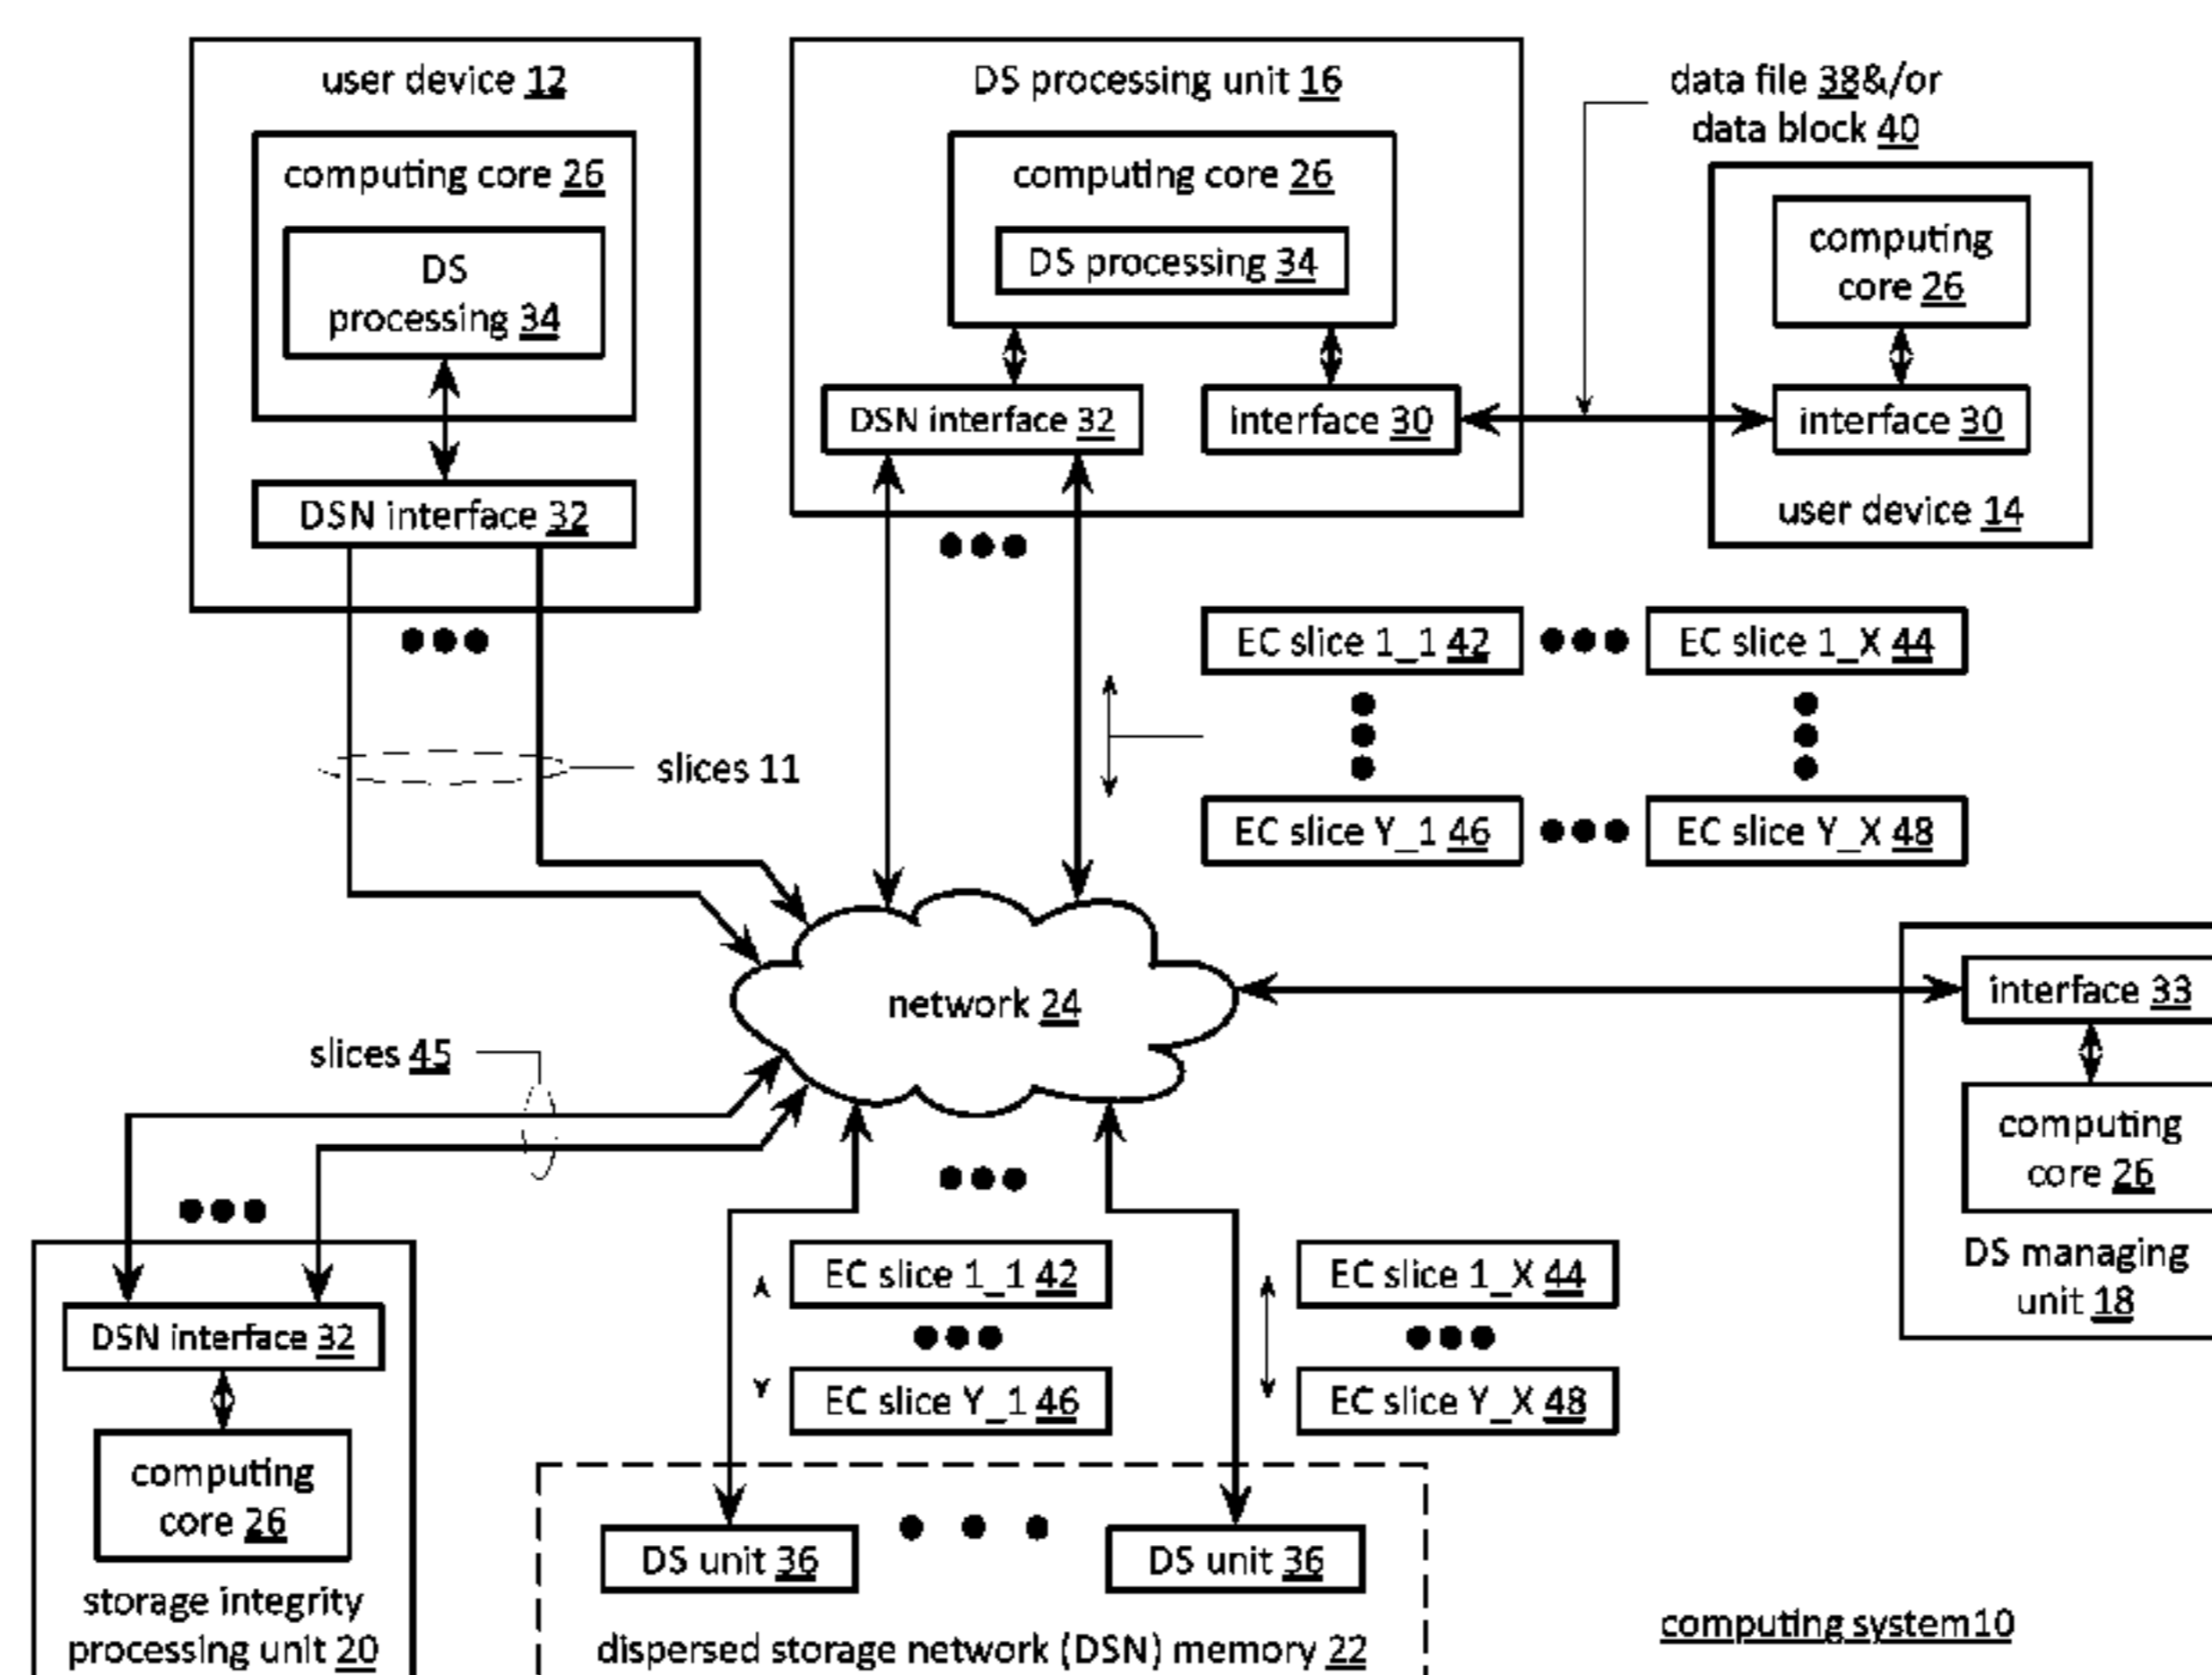 user device 12
computing core 26
DS
processing 34
DSN interface 32
DS processing unit 16
computing core 26
DS processing 34
DSN interface 32
interface 30
data file 38&/or
data block 40
computing
core 26
interface 30
user device 14
EC slice 1_1 42
EC slice 1_X 44
slices 11
EC slice Y_1 46
EC slice Y_X 48
network 24
interface 33
computing
core 26
DS managing
unit 18
slices 45
DSN interface 32
computing
core 26
storage integrity
processing unit 20
EC slice 1_1 42
EC slice 1_X 44
EC slice Y_1 46
EC slice Y_X 48
DS unit 36
DS unit 36
dispersed storage network (DSN) memory 22
computing system10